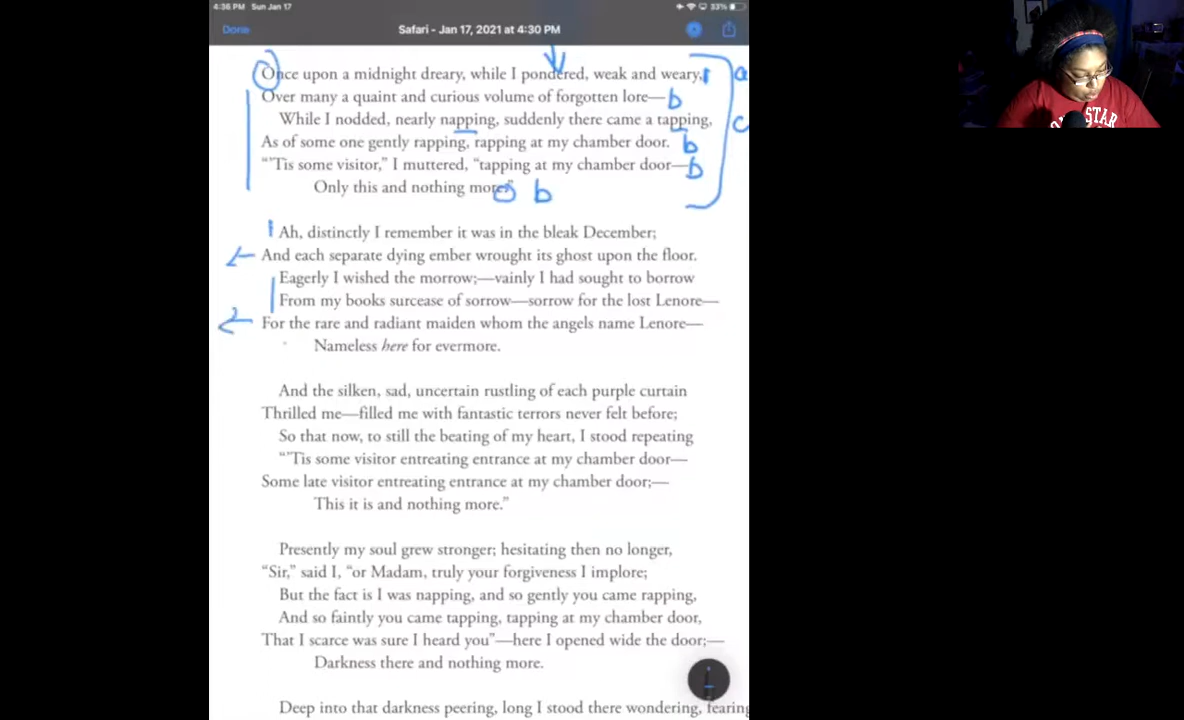 4:36 PM Sun Jan 17
33%
Done
Safari - Jan 17, 2021 at 4:30 PM
Once upon a midnight dreary, while I pondered, weak and weary, a
Over many a quaint and curious volume of forgotten lore— b
While I nodded, nearly napping, suddenly there came a tapping, c
As of some one gently rapping, rapping at my chamber door. b
“’Tis some visitor,” I muttered, “tapping at my chamber door— b
Only this and nothing more.” b
Ah, distinctly I remember it was in the bleak December;
And each separate dying ember wrought its ghost upon the floor.
Eagerly I wished the morrow;—vainly I had sought to borrow
From my books surcease of sorrow—sorrow for the lost Lenore—
For the rare and radiant maiden whom the angels name Lenore—
Nameless here for evermore.
And the silken, sad, uncertain rustling of each purple curtain
Thrilled me—filled me with fantastic terrors never felt before;
So that now, to still the beating of my heart, I stood repeating
“’Tis some visitor entreating entrance at my chamber door—
Some late visitor entreating entrance at my chamber door;—
This it is and nothing more.”
Presently my soul grew stronger; hesitating then no longer,
“Sir,” said I, “or Madam, truly your forgiveness I implore;
But the fact is I was napping, and so gently you came rapping,
And so faintly you came tapping, tapping at my chamber door,
That I scarce was sure I heard you”—here I opened wide the door;—
Darkness there and nothing more.
Deep into that darkness peering, long I stood there wondering, fearing
STAR